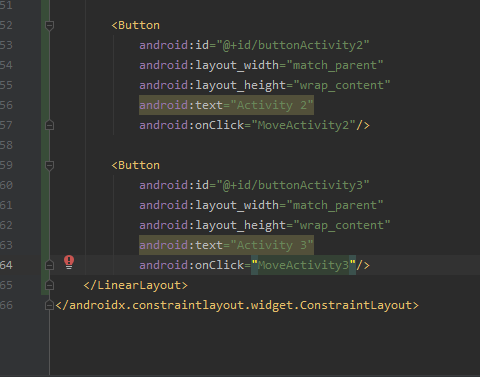 51
52 <Button
53 android:id="@+id/buttonActivity2"
54 android:layout_width="match_parent"
55 android:layout_height="wrap_content"
56 android:text="Activity 2"
57 android:onClick="MoveActivity2"/>
58
59 <Button
60 android:id="@+id/buttonActivity3"
61 android:layout_width="match_parent"
62 android:layout_height="wrap_content"
63 android:text="Activity 3"
64 android:onClick="MoveActivity3"/>
65 </LinearLayout>
66 </androidx.constraintlayout.widget.ConstraintLayout>